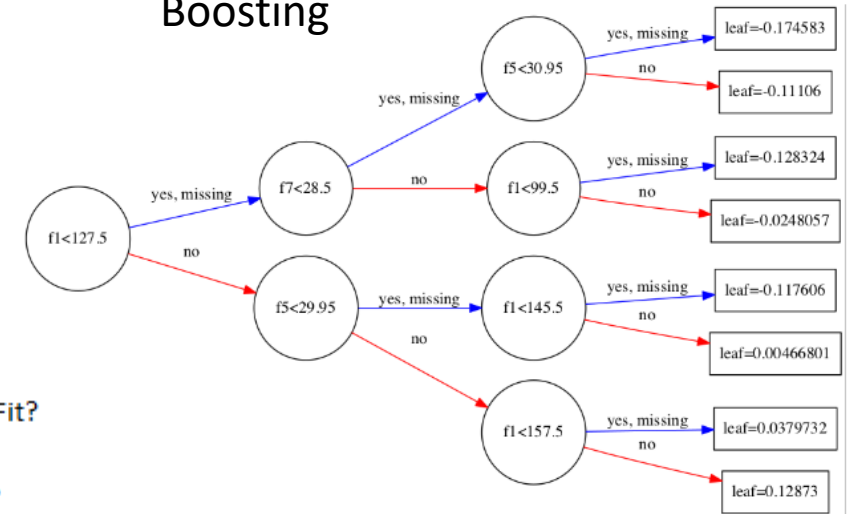 Boosting
yes, missing
leaf=-0.174583
f5<30.95
no
leaf=-0.11106
yes, missing
yes, missing
leaf=-0.128324
f7<28.5
no
f1<99.5
no
leaf=-0.0248057
yes, missing
f1<127.5
no
yes, missing
leaf=-0.117606
f5<29.95
yes, missing
f1<145.5
no
leaf=0.00466801
no
Fit?
yes, missing
leaf=0.0379732
f1<157.5
no
leaf=0.12873